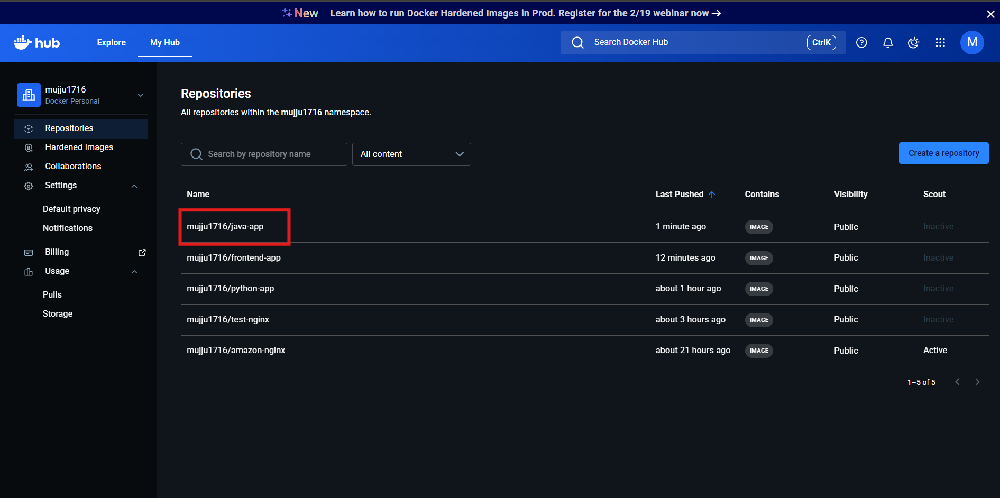 New Learn how to run Docker Hardened Images in Prod. Register for the 2/19 webinar now →
hub Explore My Hub Search Docker Hub CtrlK M
mujju1716
Docker Personal
Repositories
Hardened Images
Collaborations
Settings
Default privacy
Notifications
Billing
Usage
Pulls
Storage
Repositories
All repositories within the mujju1716 namespace.
Search by repository name All content Create a repository
Name Last Pushed Contains Visibility Scout
mujju1716/java-app 1 minute ago IMAGE Public Inactive
mujju1716/frontend-app 12 minutes ago IMAGE Public Inactive
mujju1716/python-app about 1 hour ago IMAGE Public Inactive
mujju1716/test-nginx about 3 hours ago IMAGE Public Inactive
mujju1716/amazon-nginx about 21 hours ago IMAGE Public Active
1–5 of 5